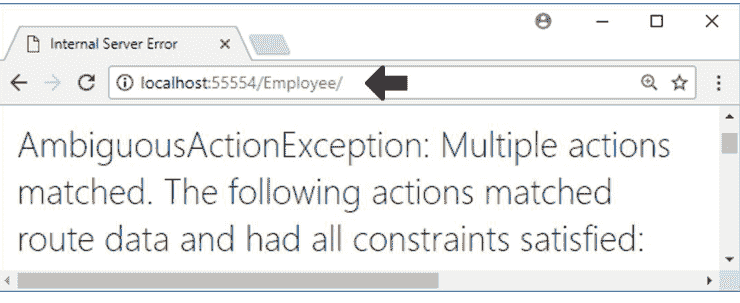 Internal Server Error
localhost:55554/Employee/
AmbiguousActionException: Multiple actions
matched. The following actions matched
route data and had all constraints satisfied: